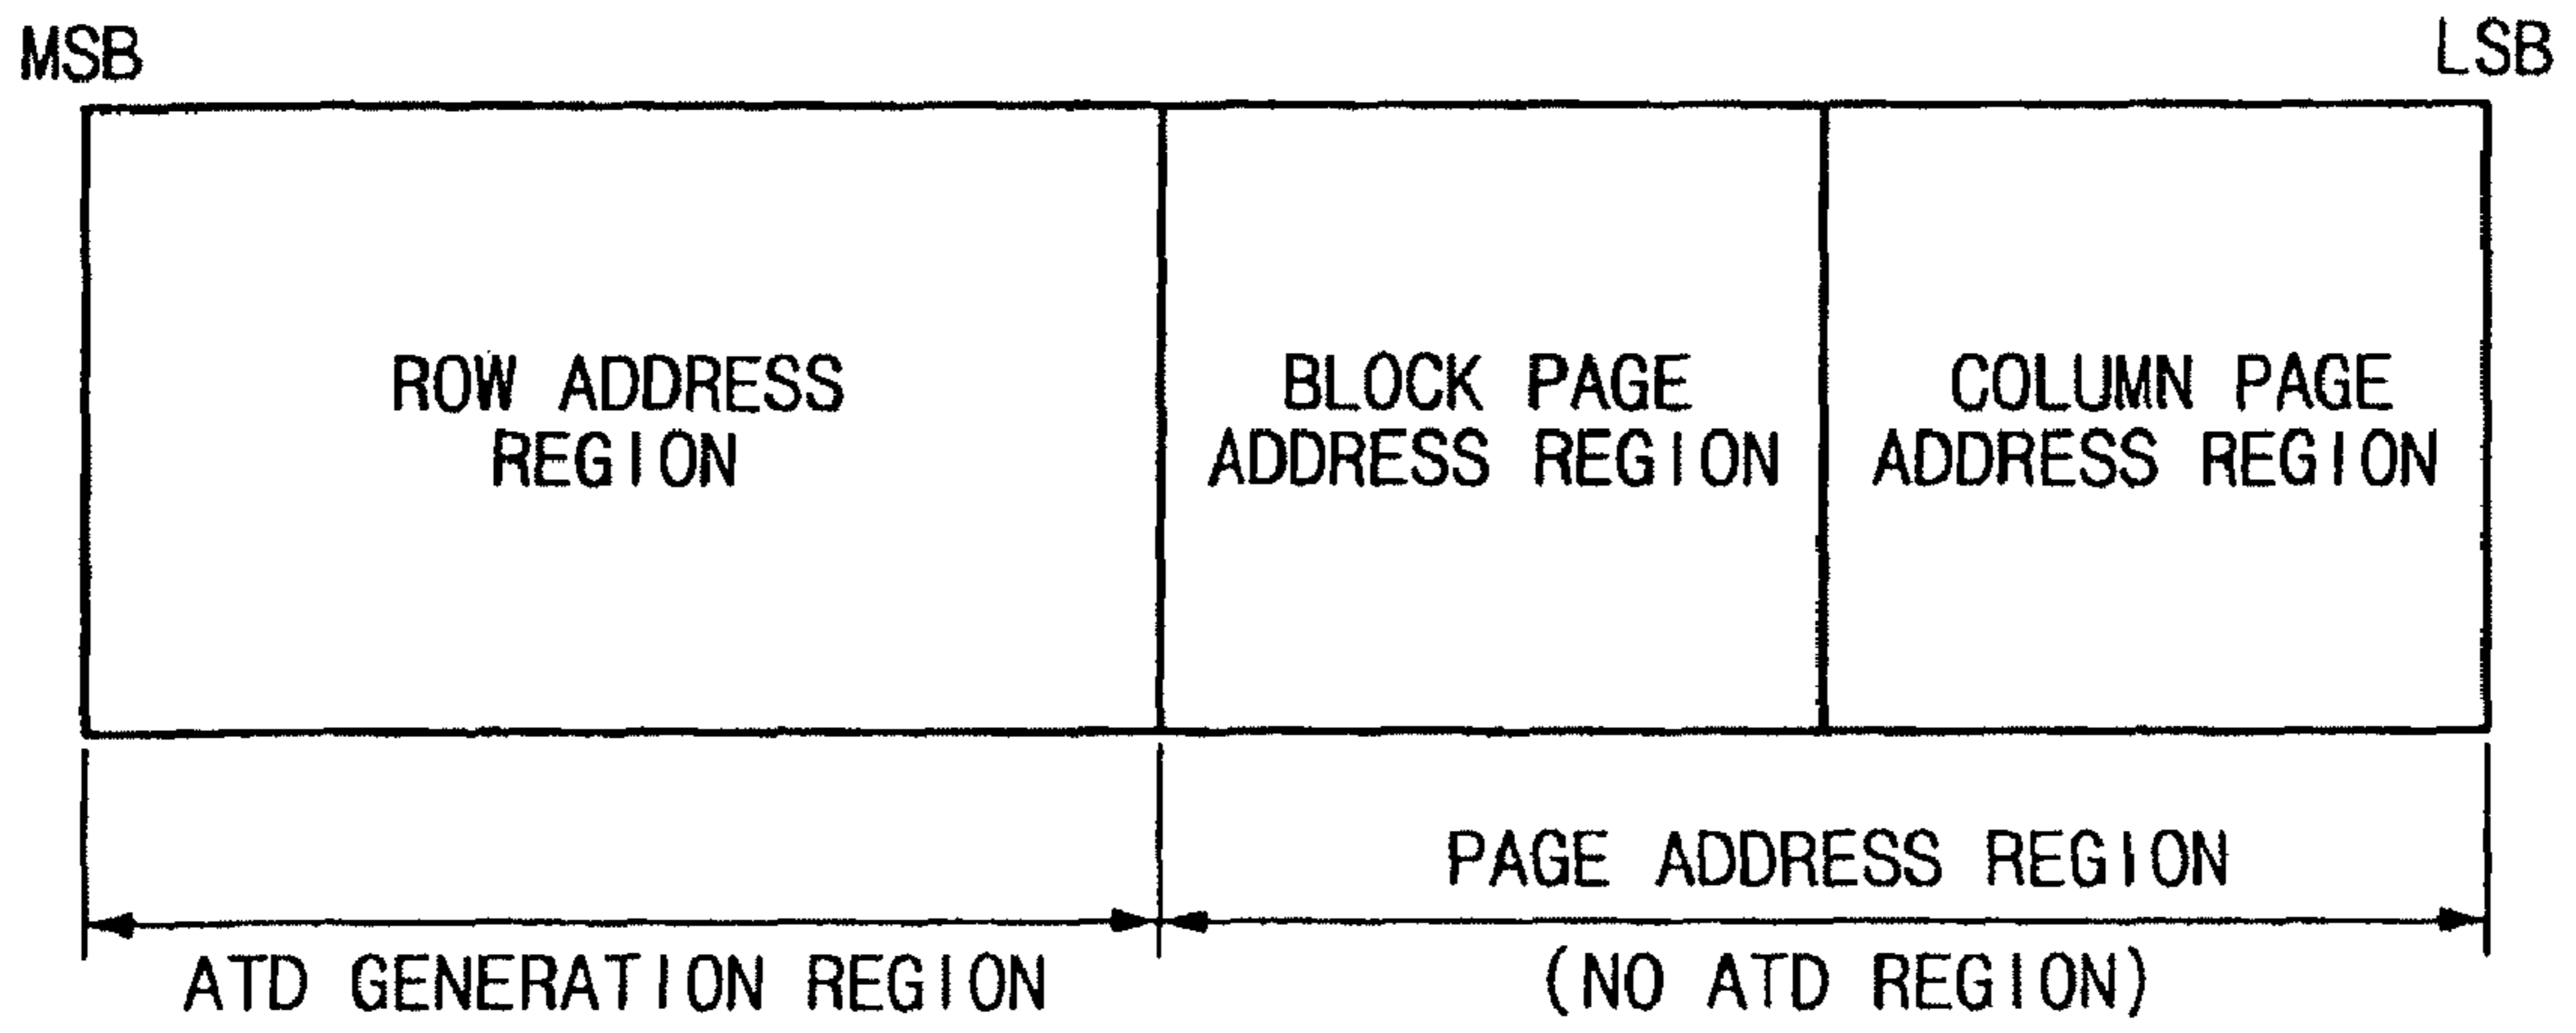 MSB
LSB
ROW ADDRESS
REGION
BLOCK PAGE
ADDRESS REGION
COLUMN PAGE
ADDRESS REGION
ATD GENERATION REGION
PAGE ADDRESS REGION
(NO ATD REGION)